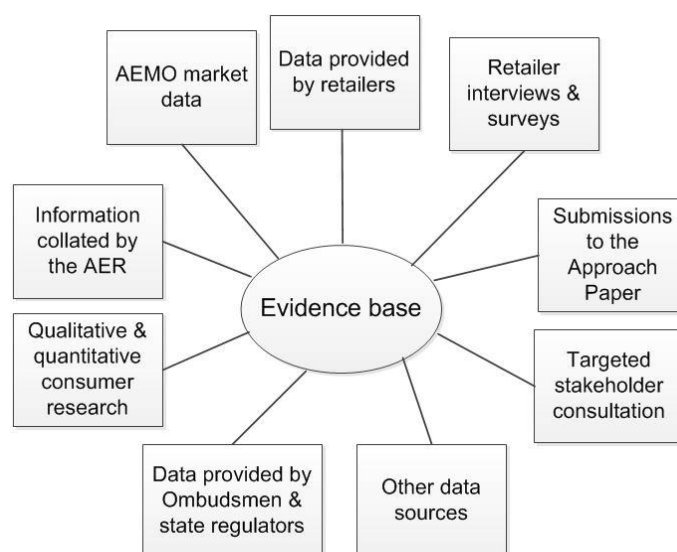 AEMO market
data
Data provided
by retailers
Retailer
interviews &
surveys
Information
collated by
the AER
Submissions
to the
Approach
Paper
Evidence base
Qualitative &
quantitative
consumer
research
Targeted
stakeholder
consultation
Data provided by
Ombudsmen &
state regulators
Other data
sources